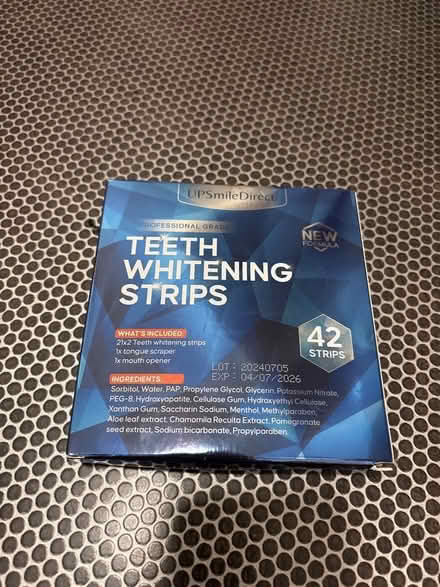 UPSmileDirect
PROFESSIONAL GRADE
NEW
FORMULA
TEETH
WHITENING
STRIPS
WHAT'S INCLUDED:
21x2 Teeth whitening strips
1x tongue scraper
1x mouth opener
42
STRIPS
LOT: 20240705
EXP: 04/07/2026
INGREDIENTS:
Sorbitol, Water, PAP, Propylene Glycol, Glycerin, Potassium Nitrate,
PEG-8, Hydroxyapatite, Cellulose Gum, Hydroxyethyl Cellulose,
Xanthan Gum, Saccharin Sodium, Menthol, Methylparaben,
Aloe leaf extract, Chamomilla Recutita Extract, Pomegranate
seed extract, Sodium bicarbonate, Propylparaben.